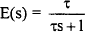 E(s) = τ / (τs + 1)